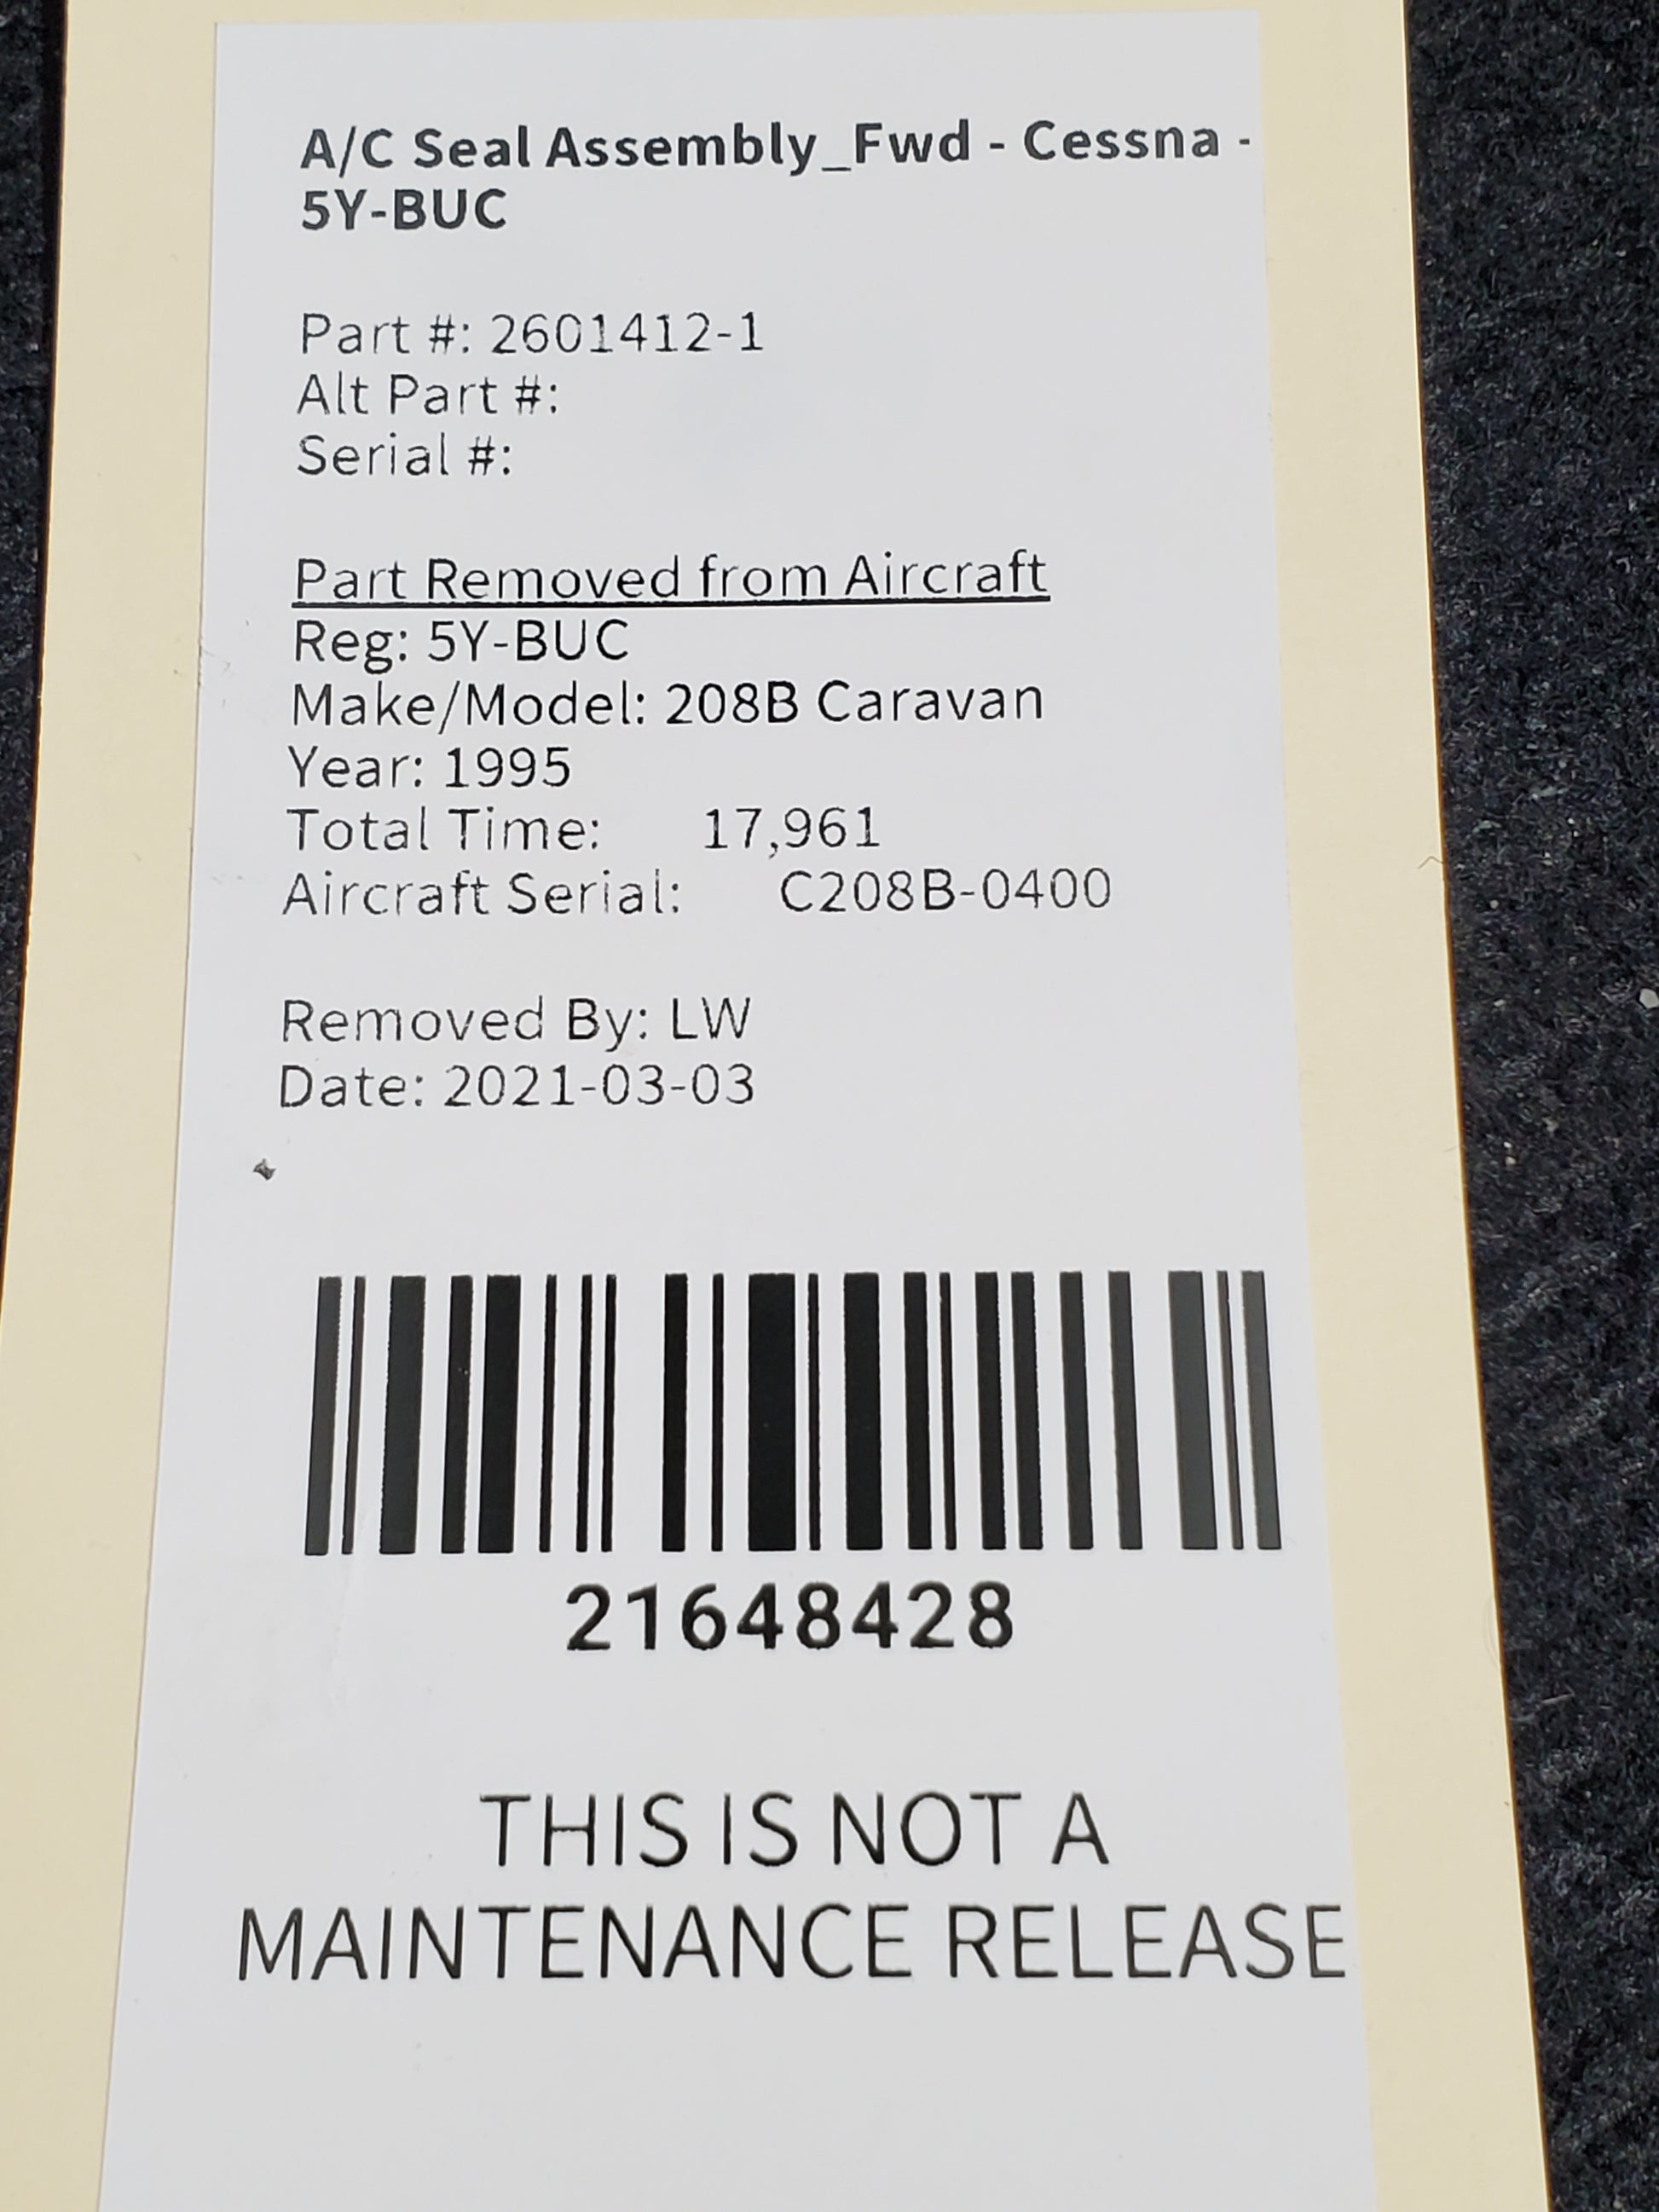 A/C Seal Assembly_Fwd - Cessna -
5Y-BUC
Part #: 2601412-1
Alt Part #:
Serial #:
Part Removed from Aircraft
Reg: 5Y-BUC
Make/Model: 208B Caravan
Year: 1995
Total Time: 17,961
Aircraft Serial: C208B-0400
Removed By: LW
Date: 2021-03-03
21648428
THIS IS NOT A
MAINTENANCE RELEASE